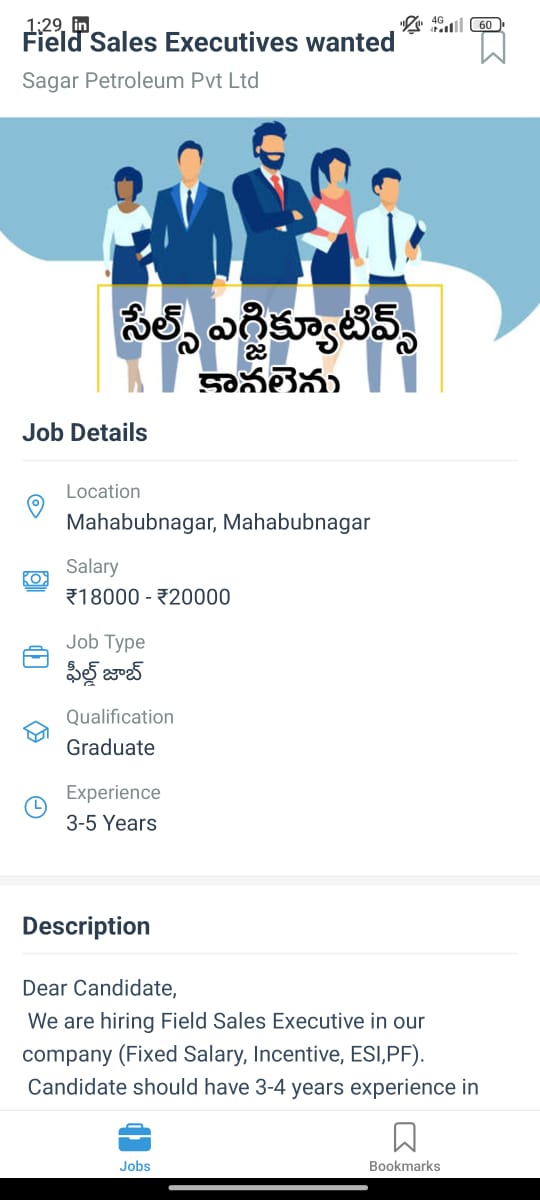 1:29 in 4G 60
Field Sales Executives wanted
Sagar Petroleum Pvt Ltd
సేల్స్ ఎగ్జిక్యూటివ్స్
కావలెను
Job Details
Location
Mahabubnagar, Mahabubnagar
Salary
₹18000 - ₹20000
Job Type
ఫీల్డ్ జాబ్
Qualification
Graduate
Experience
3-5 Years
Description
Dear Candidate,
We are hiring Field Sales Executive in our
company (Fixed Salary, Incentive, ESI,PF).
Candidate should have 3-4 years experience in
Jobs
Bookmarks